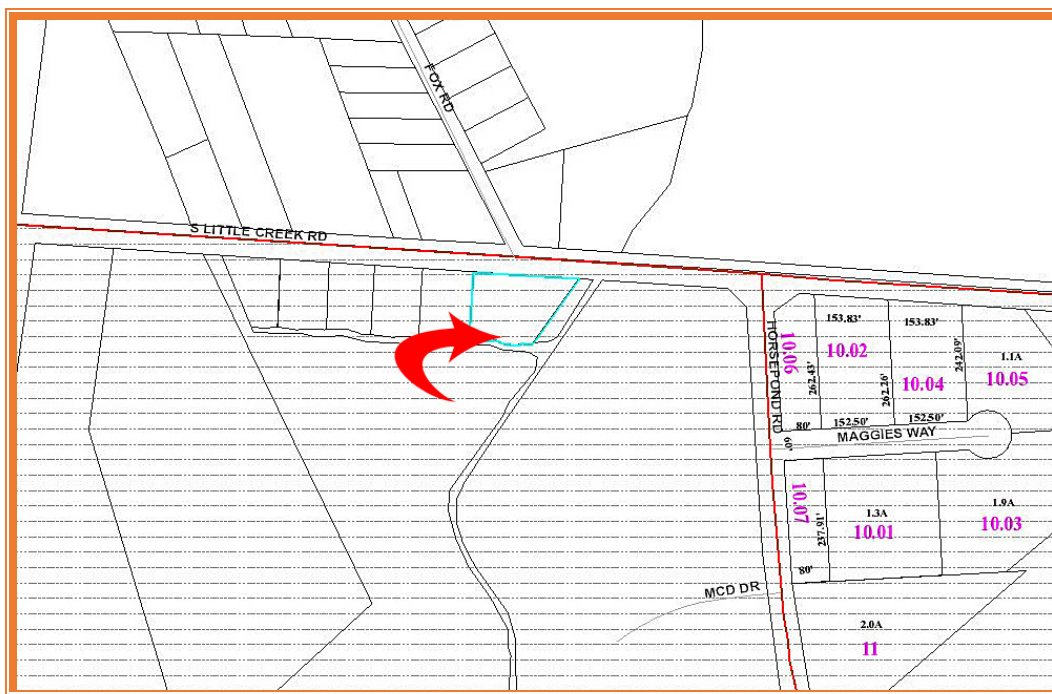 FOX RD
S LITTLE CREEK RD
HORSEPOND RD
10.06
153.83'
10.02
262.43'
153.83'
10.04
262.26'
242.09'
1.1A
10.05
80'
152.50'
152.50'
60'
MAGGIES WAY
10.07
237.91'
1.3A
10.01
1.9A
10.03
80'
MCD DR
2.0A
11